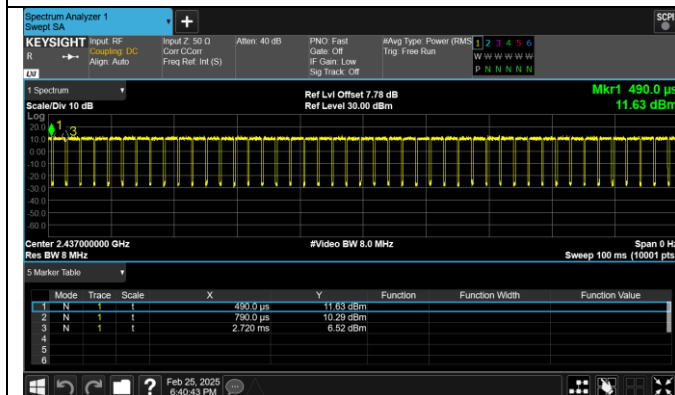 Spectrum Analyzer 1
Swept SA
SCPI
KEYSIGHT Input: RF Input Z: 50 Ω Atten: 40 dB PNO: Fast #Avg Type: Power (RMS 1 2 3 4 5 6
R Coupling: DC Corr CCorr Gate: Off Trig: Free Run
Align: Auto Freq Ref: Int (S) IF Gain: Low W W W W W W
Sig Track: Off P N N N N N
1 Spectrum Ref Lvl Offset 7.78 dB Mkr1 490.0 µs
Scale/Div 10 dB Ref Level 30.00 dBm 11.63 dBm
Log
20.0
10.0
0.00
-10.0
-20.0
-30.0
-40.0
-50.0
-60.0
1
3
Center 2.437000000 GHz #Video BW 8.0 MHz Span 0 Hz
Res BW 8 MHz Sweep 100 ms (10001 pts
5 Marker Table
Mode Trace Scale X Y Function Function Width Function Value
1 N 1 t 490.0 µs 11.63 dBm
2 N 1 t 790.0 µs 10.29 dBm
3 N 1 t 2.720 ms 6.52 dBm
4
5
6
? Feb 25, 2025
6:40:43 PM